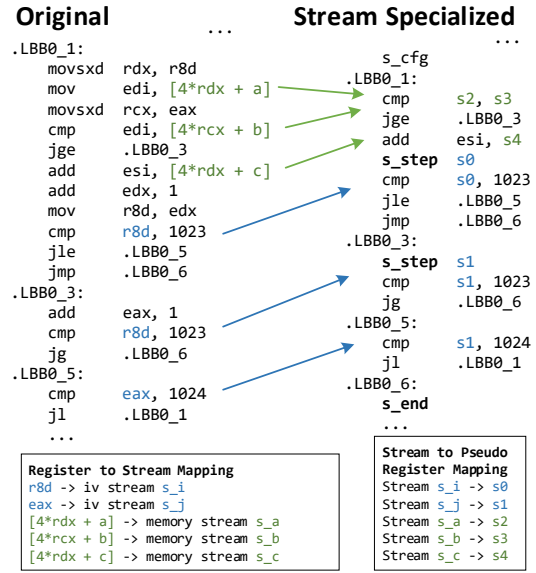 Original
...
.LBB0_1:
movsxd rdx, r8d
mov edi, [4*rdx + a]
movsxd rcx, eax
cmp edi, [4*rcx + b]
jge .LBB0_3
add esi, [4*rdx + c]
add edx, 1
mov r8d, edx
cmp r8d, 1023
jle .LBB0_5
jmp .LBB0_6
.LBB0_3:
add eax, 1
cmp r8d, 1023
jg .LBB0_6
.LBB0_5:
cmp eax, 1024
jl .LBB0_1
...
Register to Stream Mapping
r8d -> iv stream s_i
eax -> iv stream s_j
[4*rdx + a] -> memory stream s_a
[4*rcx + b] -> memory stream s_b
[4*rdx + c] -> memory stream s_c
Stream Specialized
...
s_cfg
.LBB0_1:
cmp s2, s3
jge .LBB0_3
add esi, s4
s_step s0
cmp s0, 1023
jle .LBB0_5
jmp .LBB0_6
.LBB0_3:
s_step s1
cmp s1, 1023
jg .LBB0_6
.LBB0_5:
cmp s1, 1024
jl .LBB0_1
.LBB0_6:
s_end
...
Stream to Pseudo
Register Mapping
Stream s_i -> s0
Stream s_j -> s1
Stream s_a -> s2
Stream s_b -> s3
Stream s_c -> s4